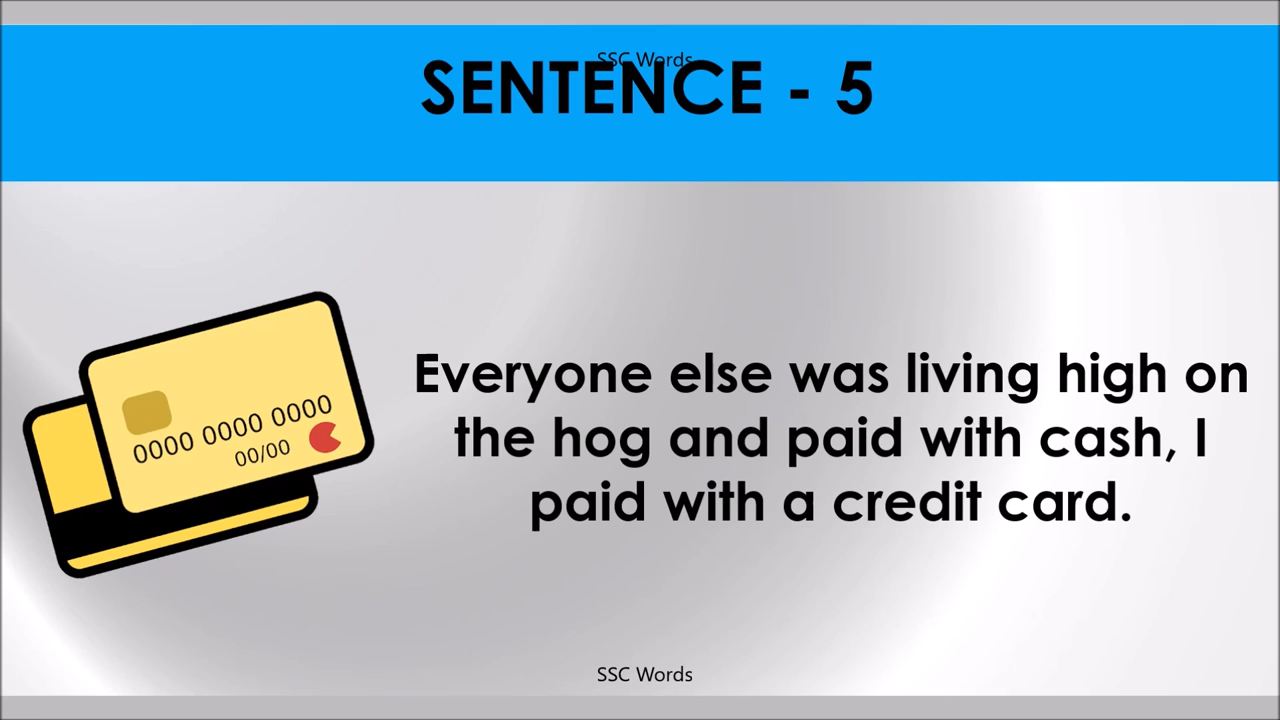 SSC Words
SENTENCE - 5
0000 0000 0000
00/00
Everyone else was living high on
the hog and paid with cash, I
paid with a credit card.
SSC Words